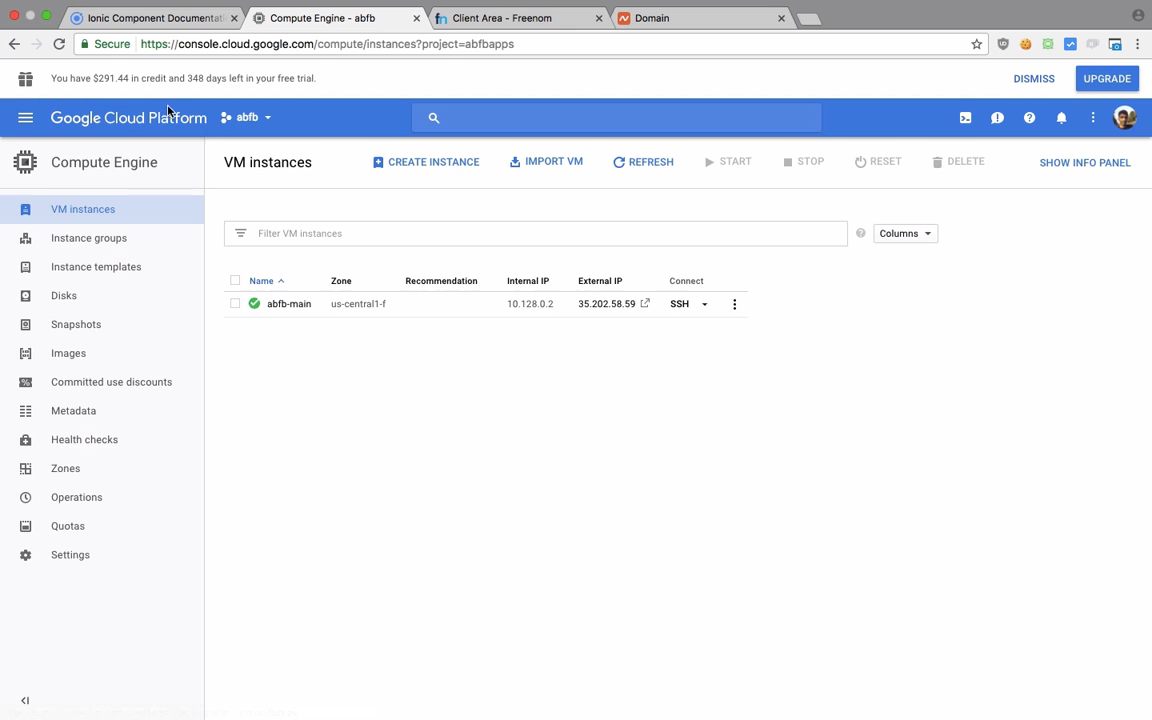 Ionic Component Documentati
Compute Engine - abfb
Client Area - Freenom
Domain
Secure
https://console.cloud.google.com/compute/instances?project=abfbapps
You have $291.44 in credit and 348 days left in your free trial.
DISMISS
UPGRADE
Google Cloud Platform
abfb
Compute Engine
VM instances
CREATE INSTANCE
IMPORT VM
REFRESH
START
STOP
RESET
DELETE
SHOW INFO PANEL
VM instances
Instance groups
Instance templates
Disks
Snapshots
Images
Committed use discounts
Metadata
Health checks
Zones
Operations
Quotas
Settings
Filter VM instances
Columns
Name Zone Recommendation Internal IP External IP Connect
abfb-main us-central1-f 10.128.0.2 35.202.58.59 SSH